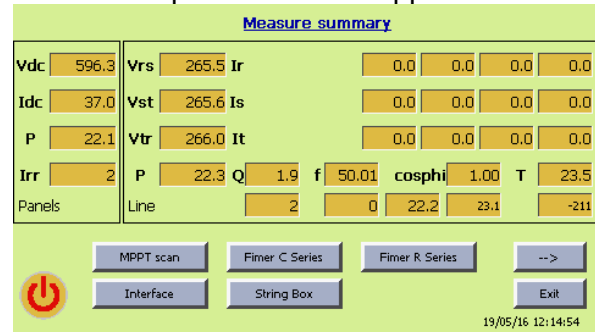 Measure summary
Vdc 596.3 Vrs 265.5 Ir 0.0 0.0 0.0 0.0
Idc 37.0 Vst 265.6 Is 0.0 0.0 0.0 0.0
P 22.1 Vtr 266.0 It 0.0 0.0 0.0 0.0
Irr 2 P 22.3 Q 1.9 f 50.01 cosphi 1.00 T 23.5
Panels Line 2 0 22.2 23.1 -211
MPPT scan Fimer C Series Fimer R Series -->
Interface String Box Exit
19/05/16 12:14:54